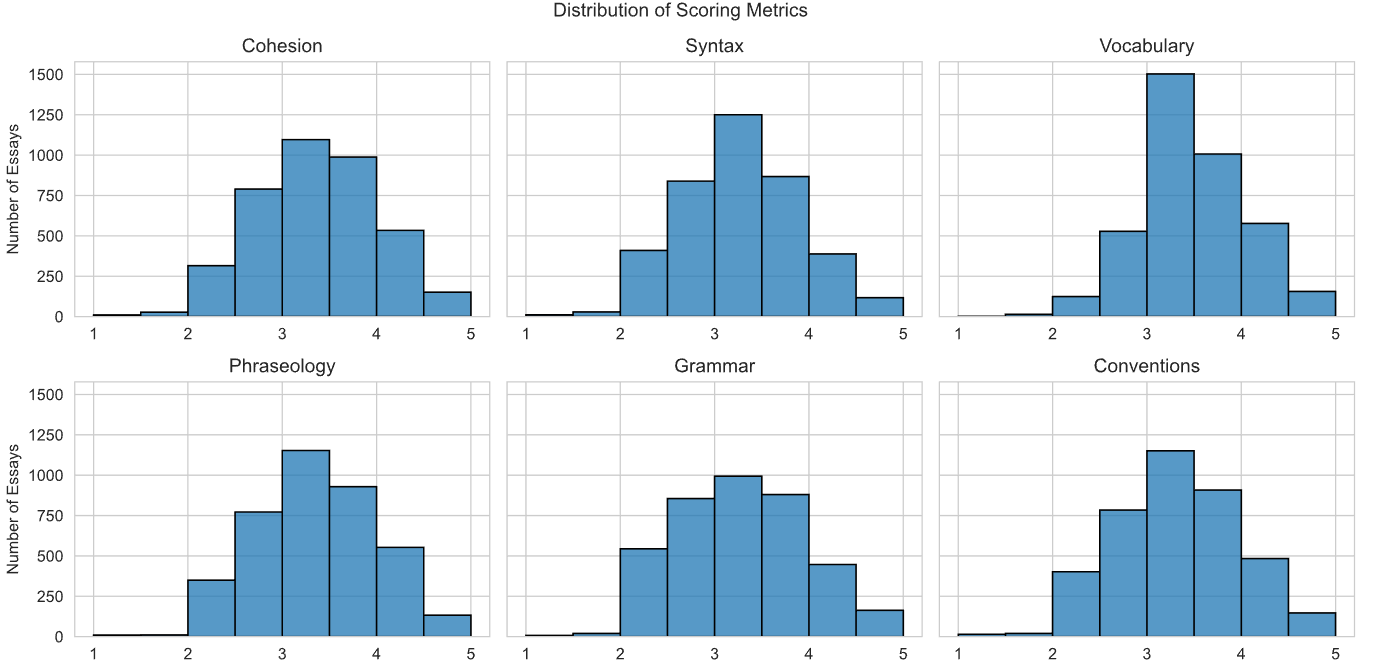 Distribution of Scoring Metrics
Cohesion
Syntax
Vocabulary
Number of Essays
1500
1250
1000
750
500
250
0
1 2 3 4 5
1 2 3 4 5
1 2 3 4 5
Phraseology
Grammar
Conventions
Number of Essays
1500
1250
1000
750
500
250
0
1 2 3 4 5
1 2 3 4 5
1 2 3 4 5